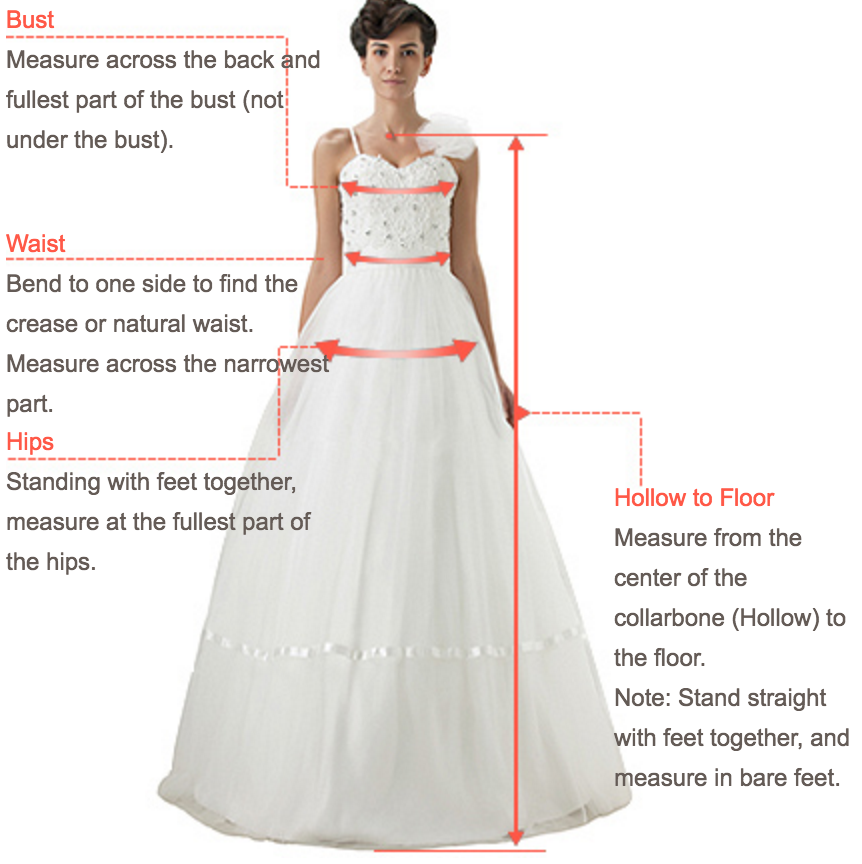 Bust
Measure across the back and
fullest part of the bust (not
under the bust).
Waist
Bend to one side to find the
crease or natural waist.
Measure across the narrowest
part.
Hips
Standing with feet together,
measure at the fullest part of
the hips.
Hollow to Floor
Measure from the
center of the
collarbone (Hollow) to
the floor.
Note: Stand straight
with feet together, and
measure in bare feet.